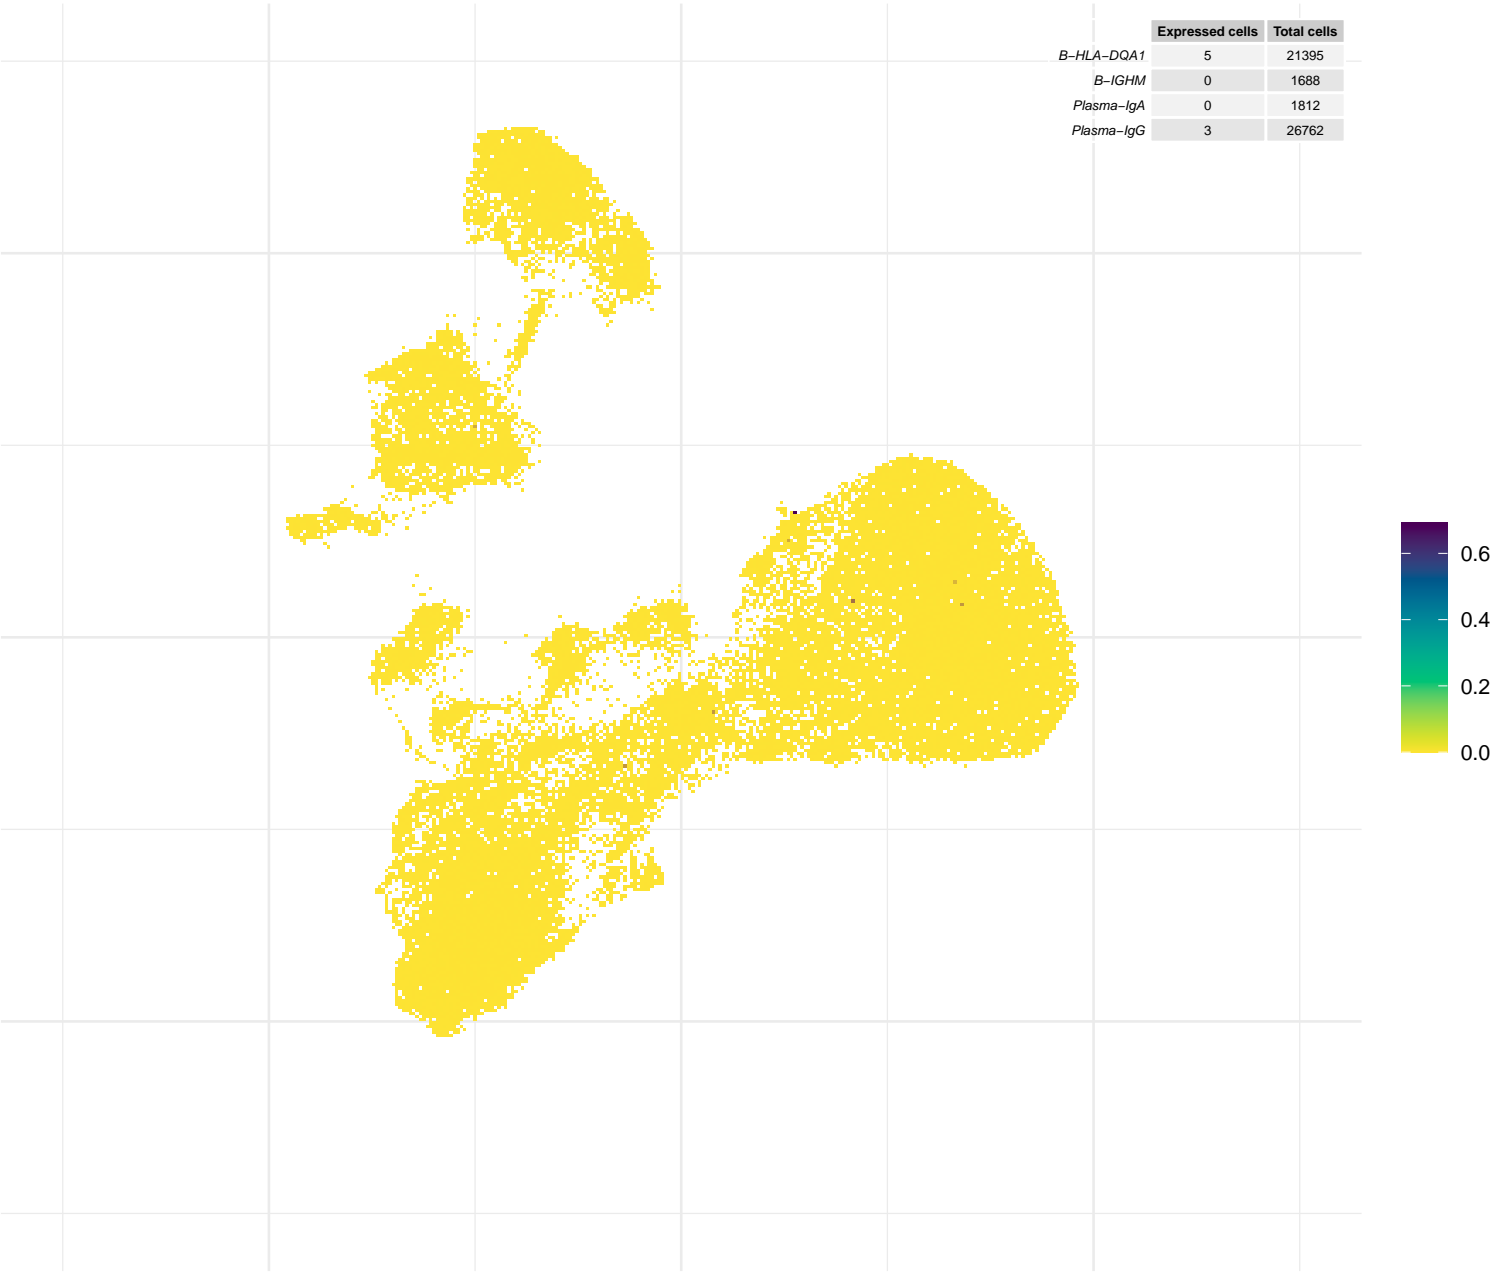 Expressed cells Total cells
B−HLA−DQA1 5 21395
B−IGHM 0 1688
Plasma−IgA 0 1812
Plasma−IgG 3 26762
0.6
0.4
0.2
0.0